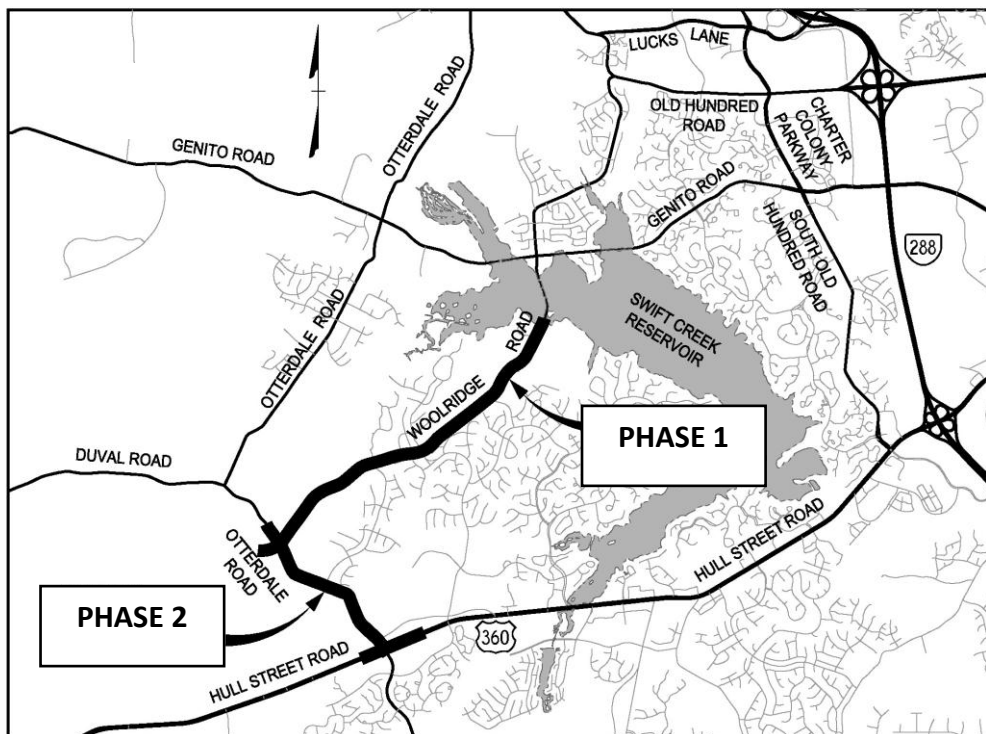 LUCKS LANE
OLD HUNDRED
ROAD
CHARTER
COLONY
PARKWAY
OTTERDALE ROAD
GENITO ROAD
GENITO ROAD
SOUTH OLD
HUNDRED ROAD
288
SWIFT CREEK
RESERVOIR
OTTERDALE ROAD
WOOLRIDGE ROAD
PHASE 1
DUVAL ROAD
OTTERDALE
ROAD
HULL STREET ROAD
PHASE 2
360
HULL STREET ROAD